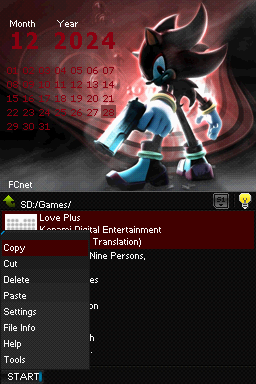 Month Year
12 2024
01 02 03 04 05 06 07
08 09 10 11 12 13 14
15 16 17 18 19 20 21
22 23 24 25 26 27 28
29 30 31
FCnet
SD:/Games/
Love Plus
Konami Digital Entertainment
Translation)
Nine Persons,
Copy
Cut
Delete
Paste
Settings
File Info
Help
Tools
START